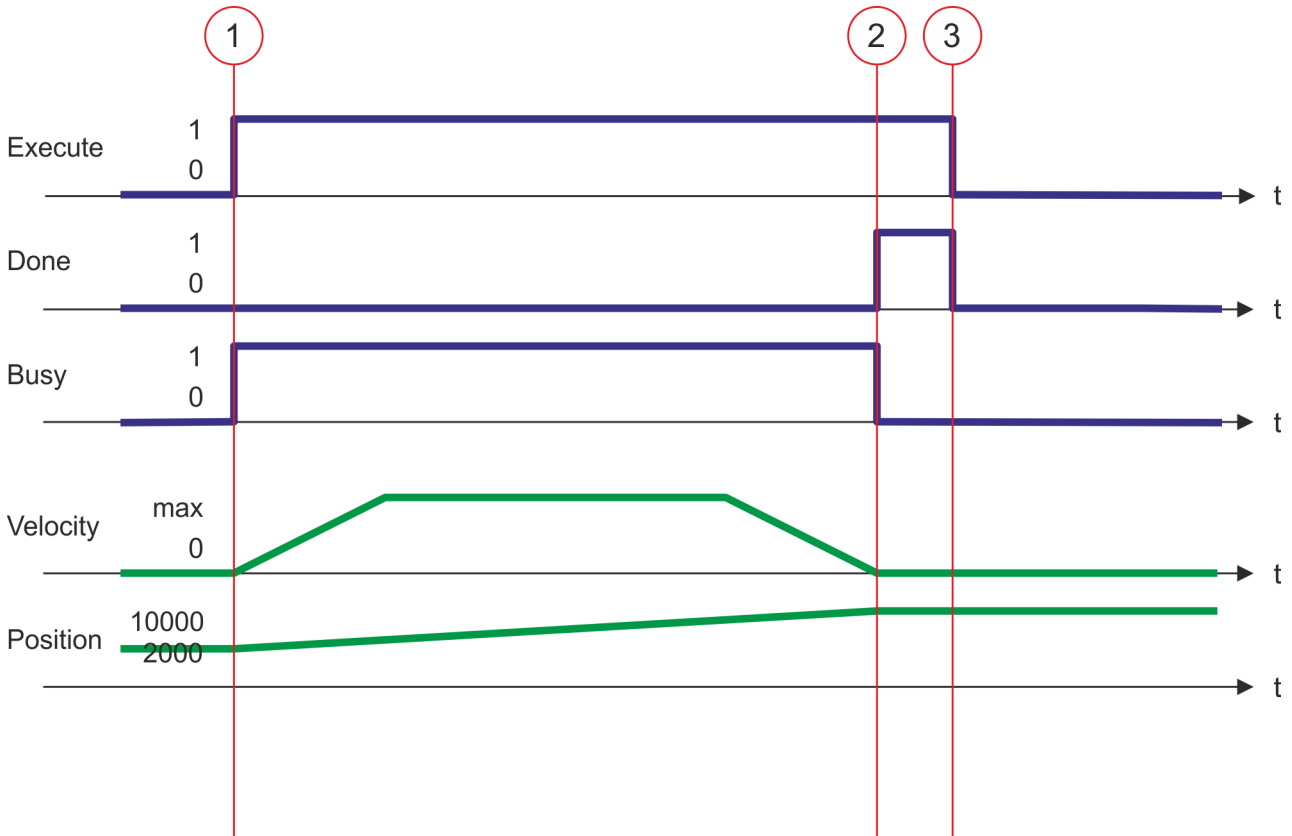 1 2 3
Execute 1
0
t
Done 1
0
t
Busy 1
0
t
Velocity max
0
t
Position 10000
2000
t